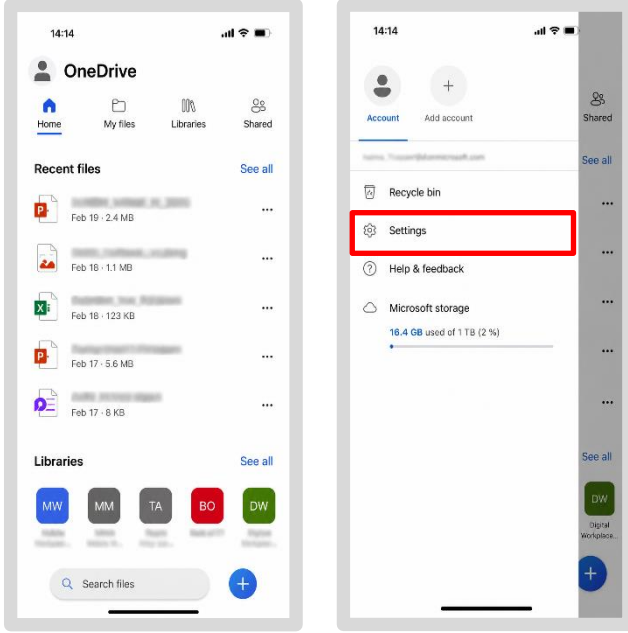 14:14
OneDrive
Home My files Libraries Shared
Recent files See all
Feb 19 · 2.4 MB
Feb 18 · 1.1 MB
Feb 18 · 123 KB
Feb 17 · 5.6 MB
Feb 17 · 8 KB
Libraries See all
MW MM TA BO DW
Search files
14:14
Account Add account
Recycle bin
Settings
Help & feedback
Microsoft storage
16.4 GB used of 1 TB (2 %)
Shared
See all
See all
DW
Digital
Workplace...